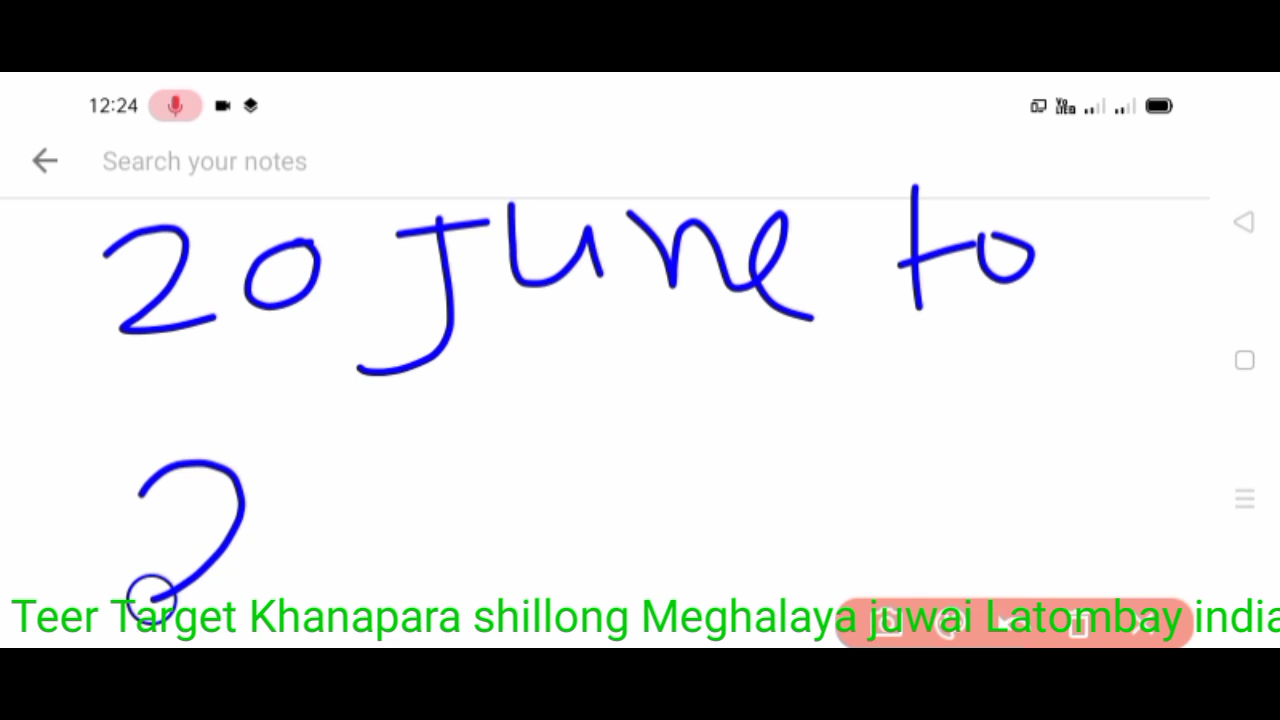 12:24
Search your notes
20 June to
2
Teer Target Khanapara shillong Meghalaya juwai Latombay india